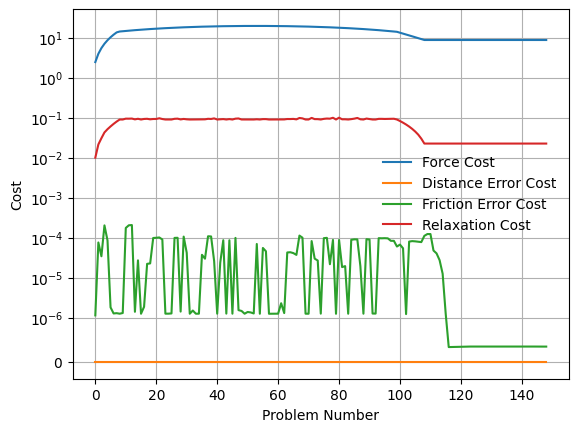 10¹
10⁰
10⁻¹
10⁻²
10⁻³
10⁻⁴
10⁻⁵
10⁻⁶
0
Cost
Force Cost
Distance Error Cost
Friction Error Cost
Relaxation Cost
0 20 40 60 80 100 120 140
Problem Number